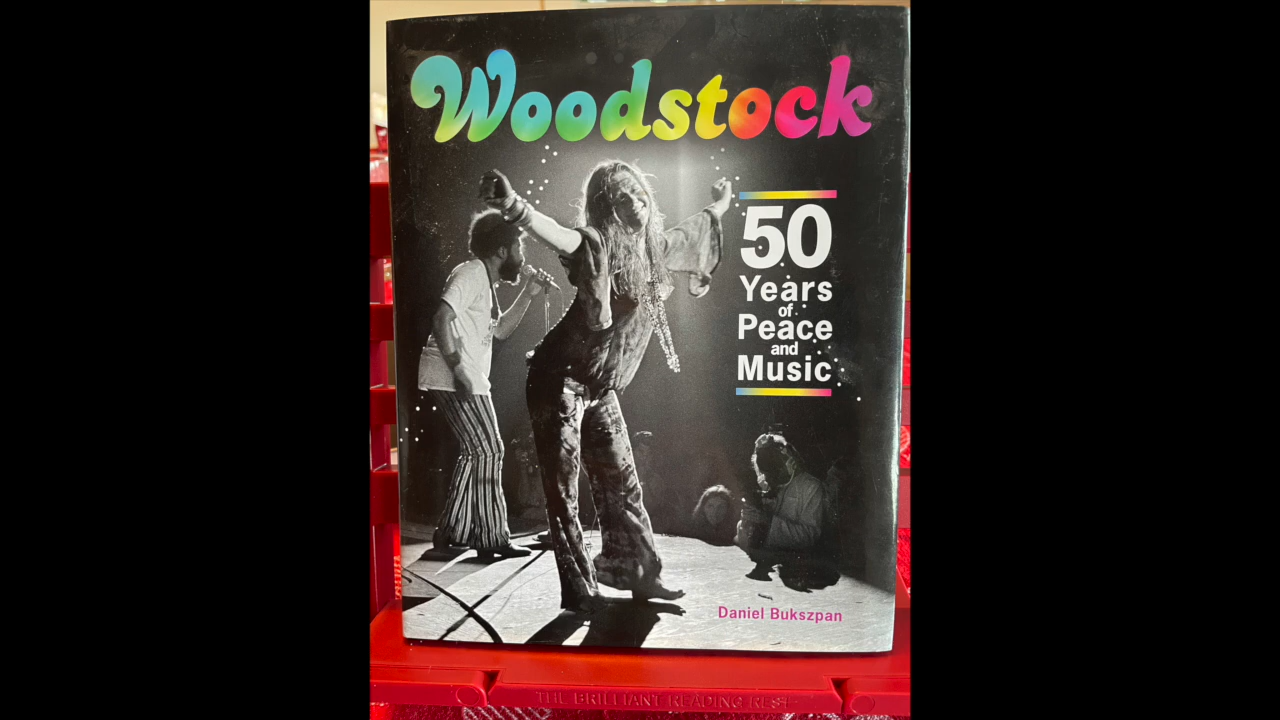 Woodstock
50
Years
of
Peace
and
Music
Daniel Bukszpan
THE BRILLIANT READING REST